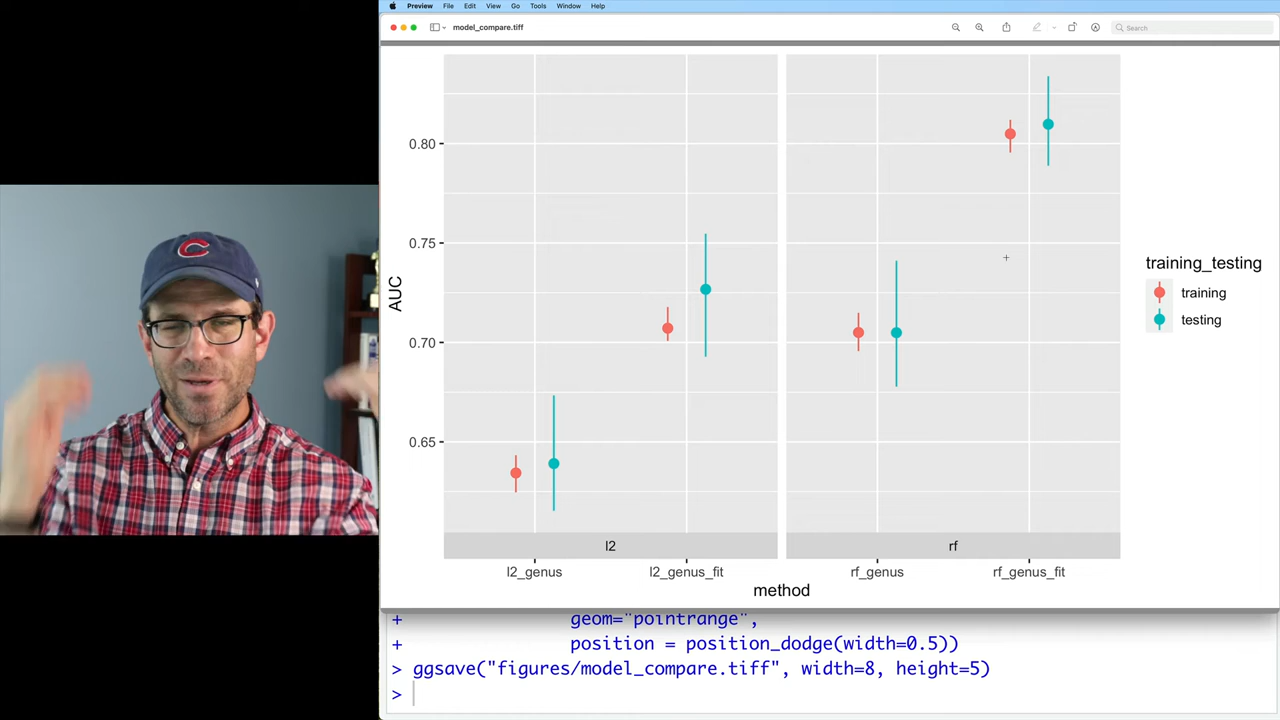 Preview File Edit View Go Tools Window Help
model_compare.tiff
Search
0.80
0.75
0.70
0.65
AUC
l2
rf
l2_genus
l2_genus_fit
rf_genus
rf_genus_fit
method
training_testing
training
testing
C
+ geom="pointrange",
+ position = position_dodge(width=0.5))
> ggsave("figures/model_compare.tiff", width=8, height=5)
>